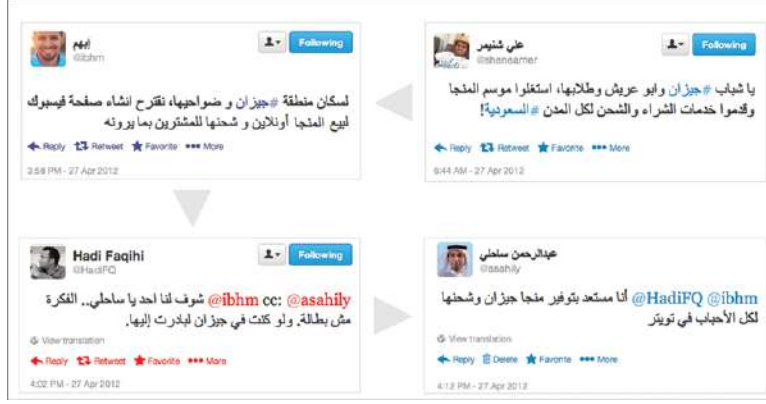 علي شنيمر
@sheneamer
Following
يا شباب #جيزان وابو عريش وطلابها، استغلوا موسم المنجا
وقدموا خدمات الشراء والشحن لكل المدن #السعودية!
Reply Retweet Favorite More
6:44 AM - 27 Apr 2012
إبهم
@ibhm
Following
لسكان منطقة #جيزان و ضواحيها، نقترح انشاء صفحة فيسبوك
لبيع المنجا أونلاين و شحنها للمشترين بما يرونه
Reply Retweet Favorite More
3:58 PM - 27 Apr 2012
Hadi Faqihi
@HadiFQ
Following
@ibhm cc: @asahily شوف لنا احد يا ساحلي.. الفكرة
مش بطالة. ولو كنت في جيزان لبادرت إليها.
View translation
Reply Retweet Favorite More
4:02 PM - 27 Apr 2012
عبدالرحمن ساحلي
@asahily
@HadiFQ @ibhm أنا مستعد بتوفير منجا جيزان وشحنها
لكل الأحباب في تويتر
View translation
Reply Delete Favorite More
4:12 PM - 27 Apr 2012